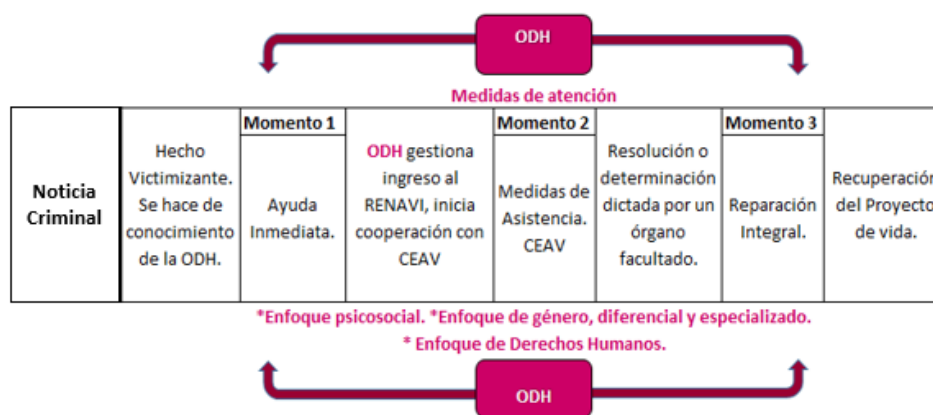 ODH
Medidas de atención
Noticia
Criminal
Hecho
Victimizante.
Se hace de
conocimiento
de la ODH.
Momento 1
Ayuda
Inmediata.
ODH gestiona
ingreso al
RENAVI, inicia
cooperación con
CEAV
Momento 2
Medidas de
Asistencia.
CEAV
Resolución o
determinación
dictada por un
órgano
facultado.
Momento 3
Reparación
Integral.
Recuperación
del Proyecto
de vida.
*Enfoque psicosocial. *Enfoque de género, diferencial y especializado.
* Enfoque de Derechos Humanos.
ODH